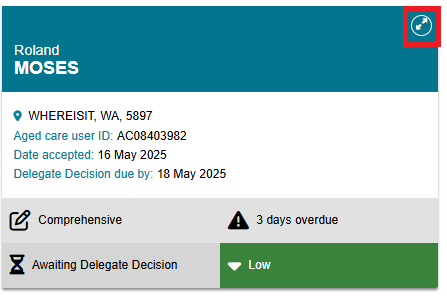 Roland
MOSES
WHEREISIT, WA, 5897
Aged care user ID: AC08403982
Date accepted: 16 May 2025
Delegate Decision due by: 18 May 2025
Comprehensive
3 days overdue
Awaiting Delegate Decision
Low